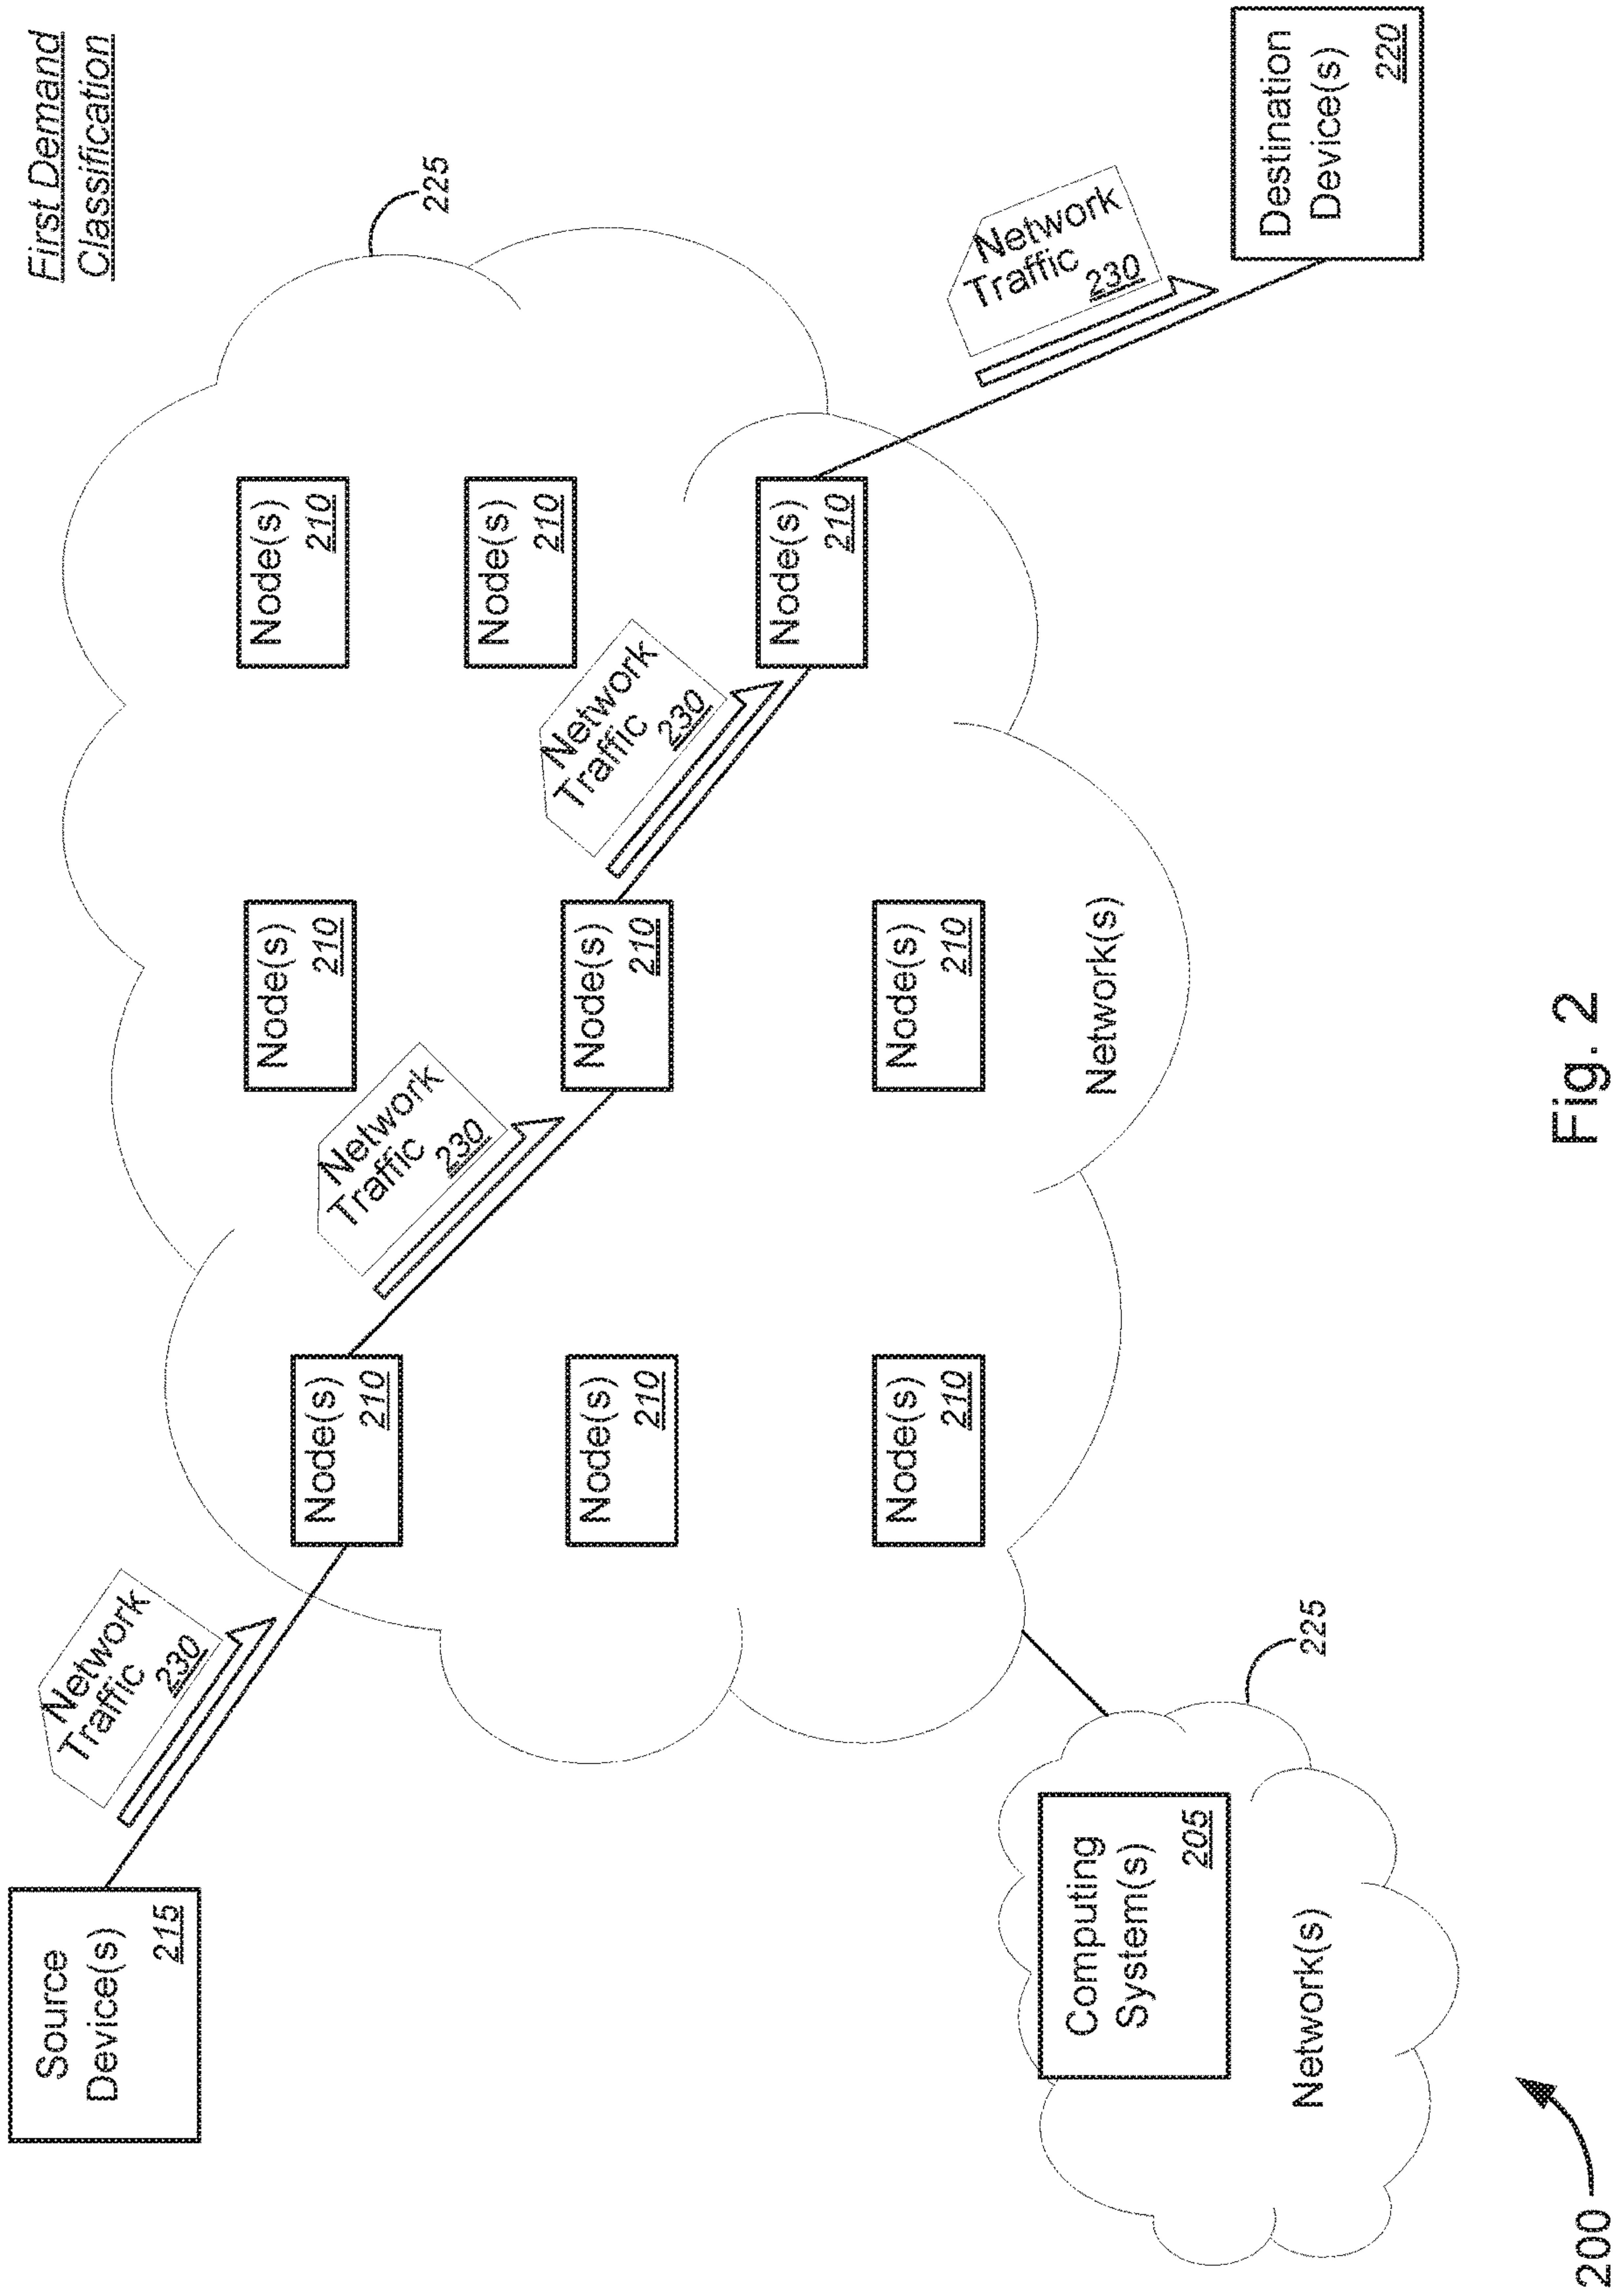 First Demand
Classification
Source
Device(s)
215
Network
Traffic
230
Node(s)
210
Node(s)
210
Node(s)
210
Network
Traffic
230
Node(s)
210
Node(s)
210
Node(s)
210
Network
Traffic
230
Node(s)
210
Node(s)
210
Node(s)
210
225
Network
Traffic
230
Destination
Device(s)
220
Network(s)
Computing
System(s)
205
Network(s)
225
200
Fig. 2